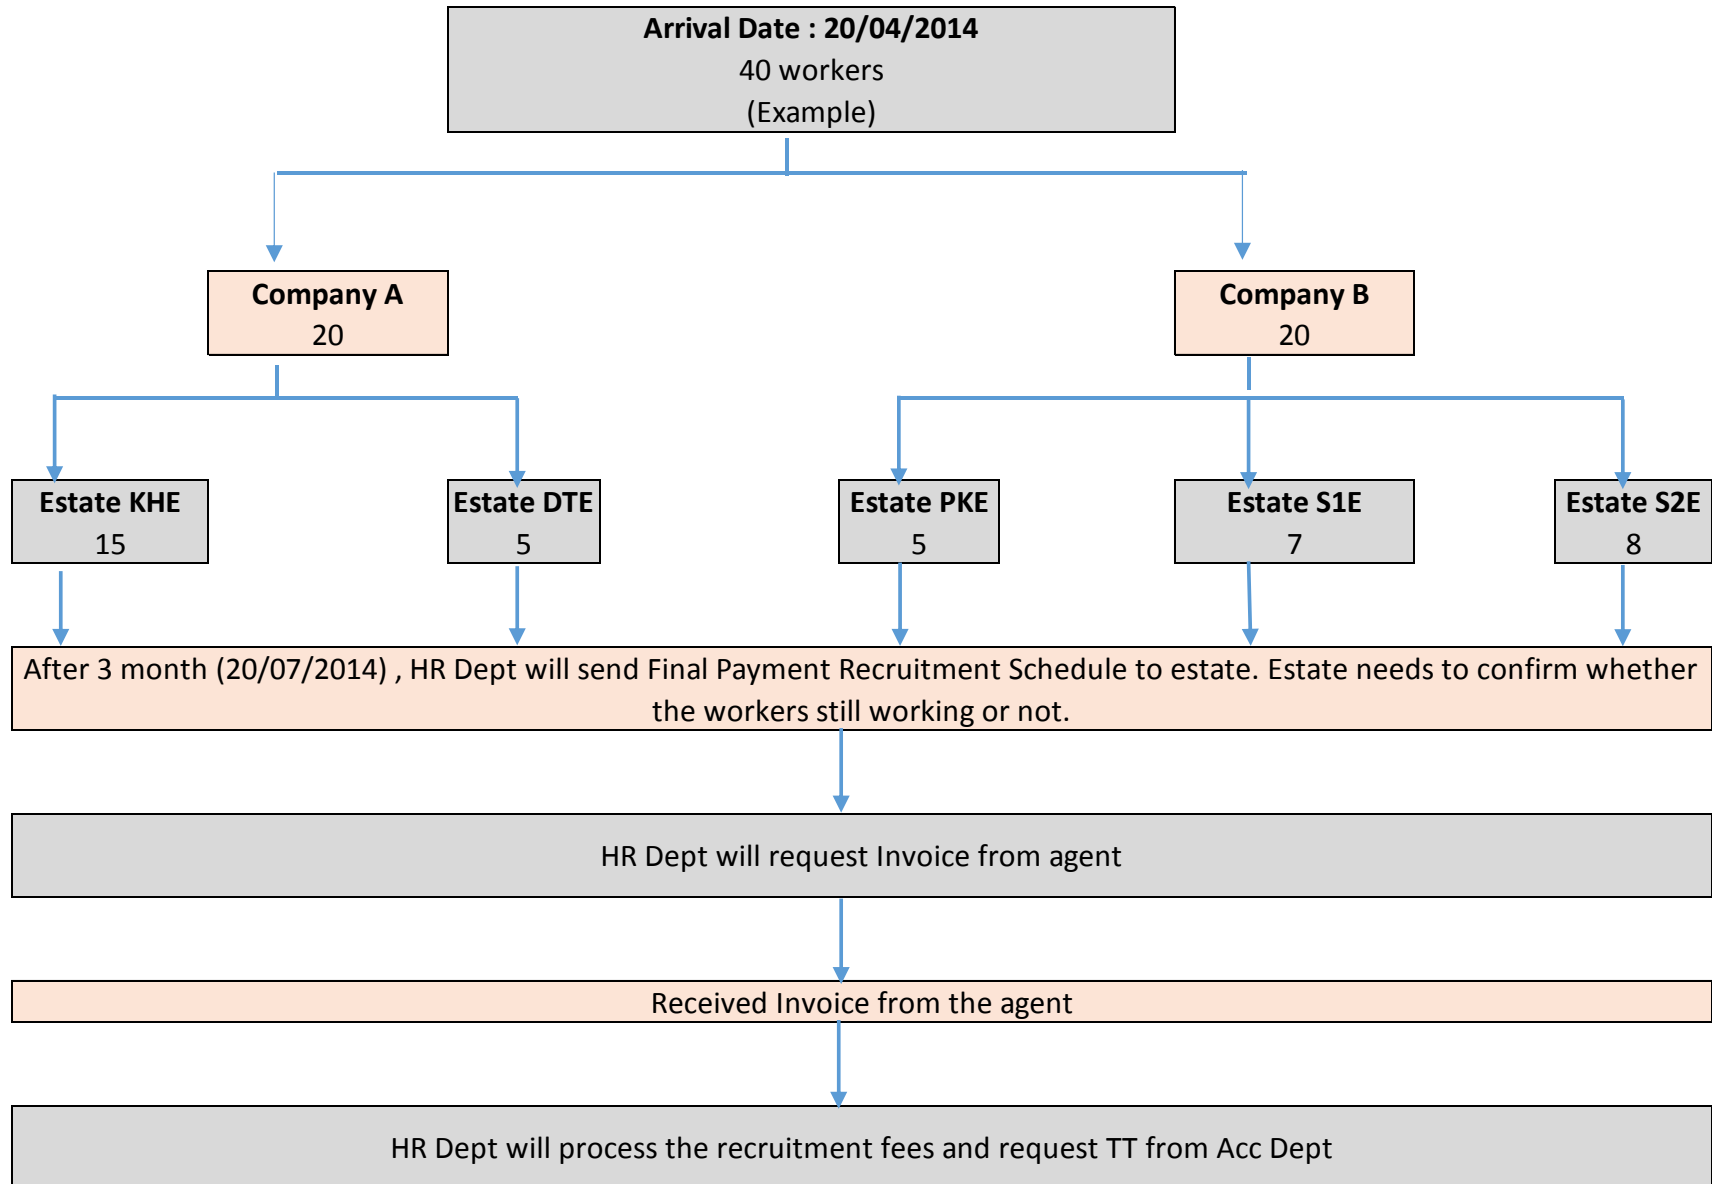 Arrival Date : 20/04/2014
40 workers
(Example)
Company A
20
Company B
20
Estate KHE
15
Estate DTE
5
Estate PKE
5
Estate S1E
7
Estate S2E
8
After 3 month (20/07/2014) , HR Dept will send Final Payment Recruitment Schedule to estate. Estate needs to confirm whether
the workers still working or not.
HR Dept will request Invoice from agent
Received Invoice from the agent
HR Dept will process the recruitment fees and request TT from Acc Dept